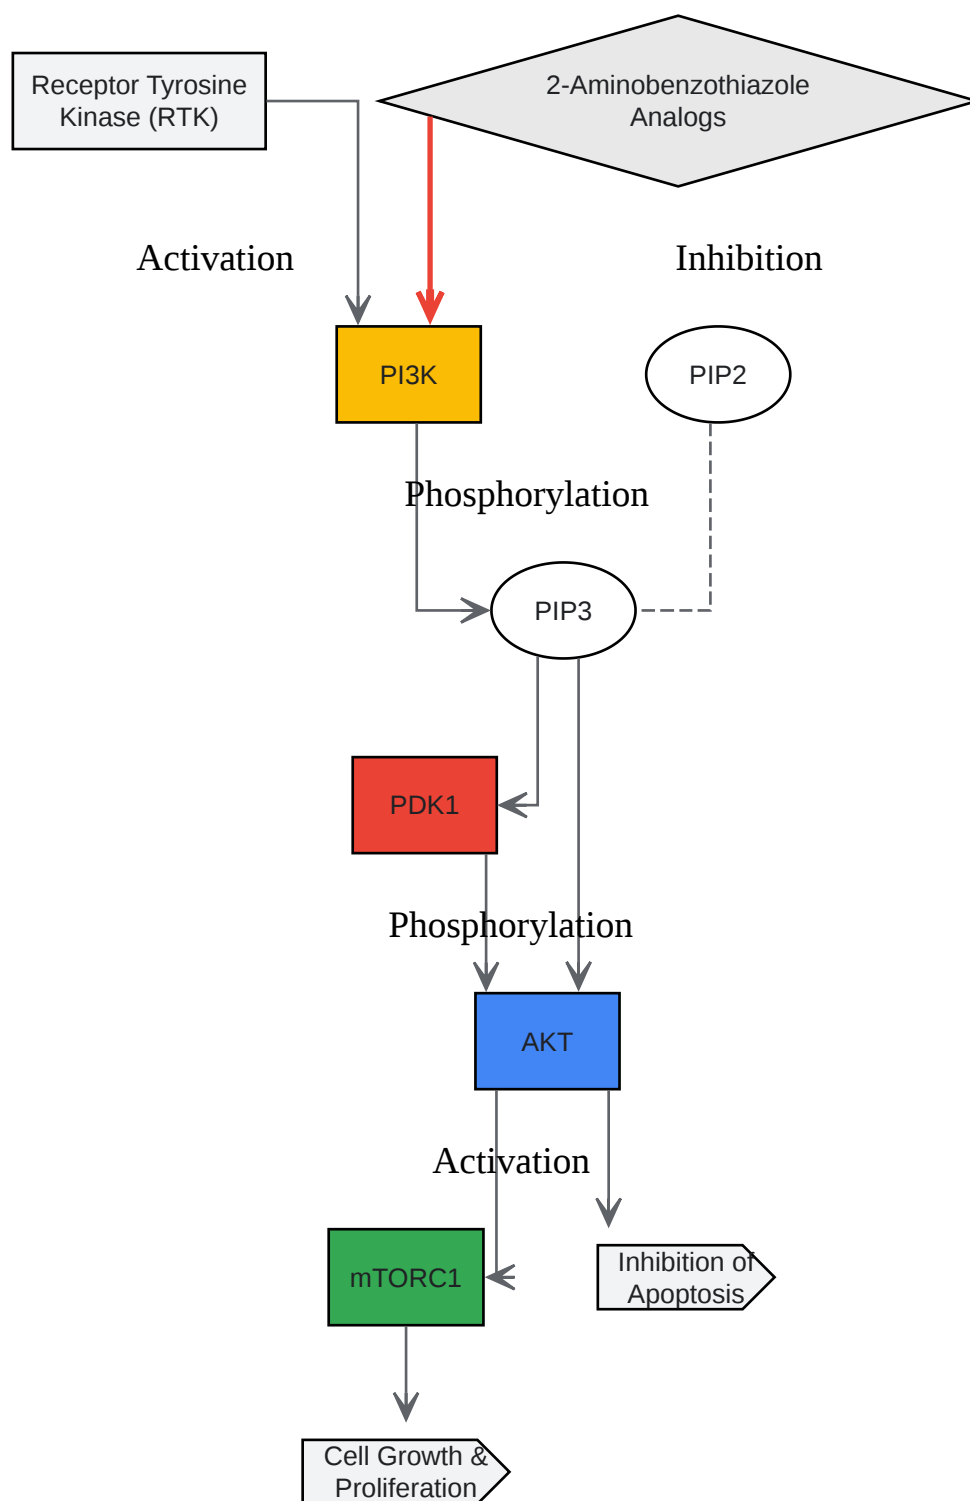 Receptor Tyrosine
Kinase (RTK)
2-Aminobenzothiazole
Analogs
Activation
Inhibition
PI3K
PIP2
Phosphorylation
PIP3
PDK1
Phosphorylation
AKT
Activation
mTORC1
Inhibition of
Apoptosis
Cell Growth &
Proliferation